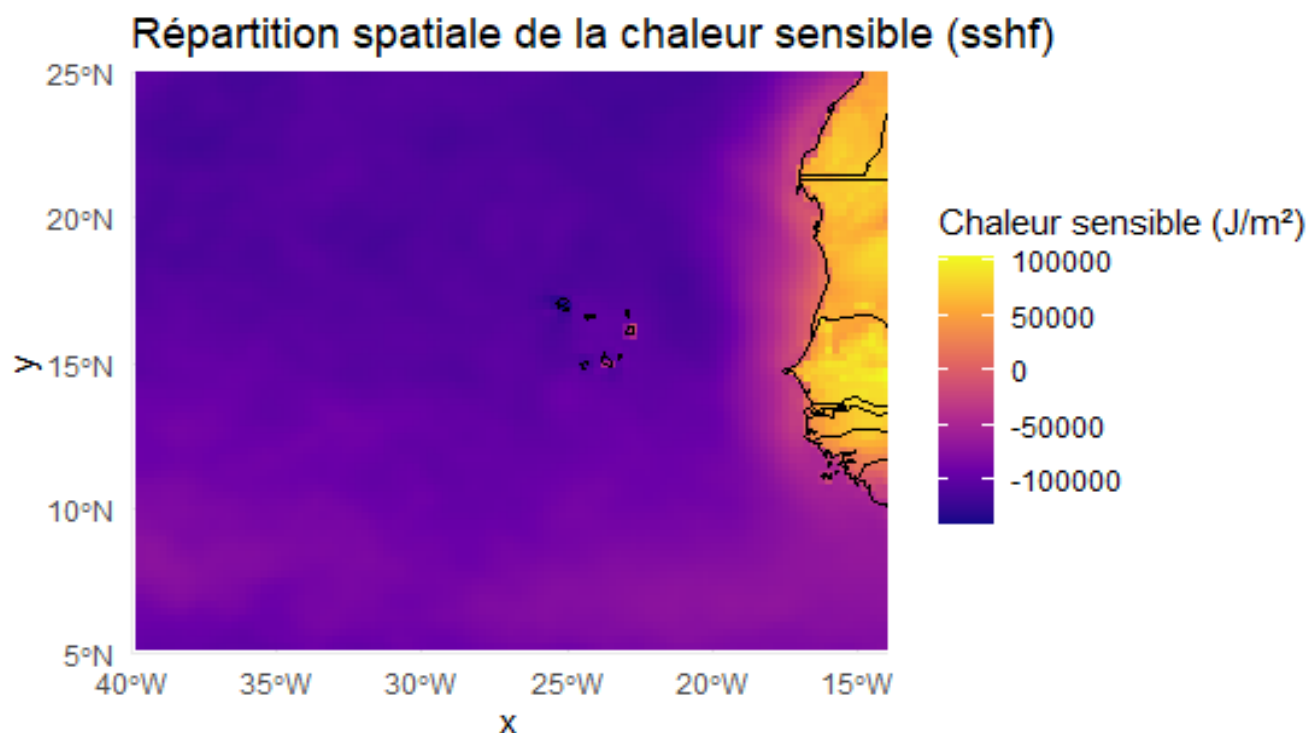 Répartition spatiale de la chaleur sensible (sshf)
25°N
20°N
15°N
10°N
5°N
y
40°W 35°W 30°W 25°W 20°W 15°W
x
Chaleur sensible (J/m²)
100000
50000
0
-50000
-100000